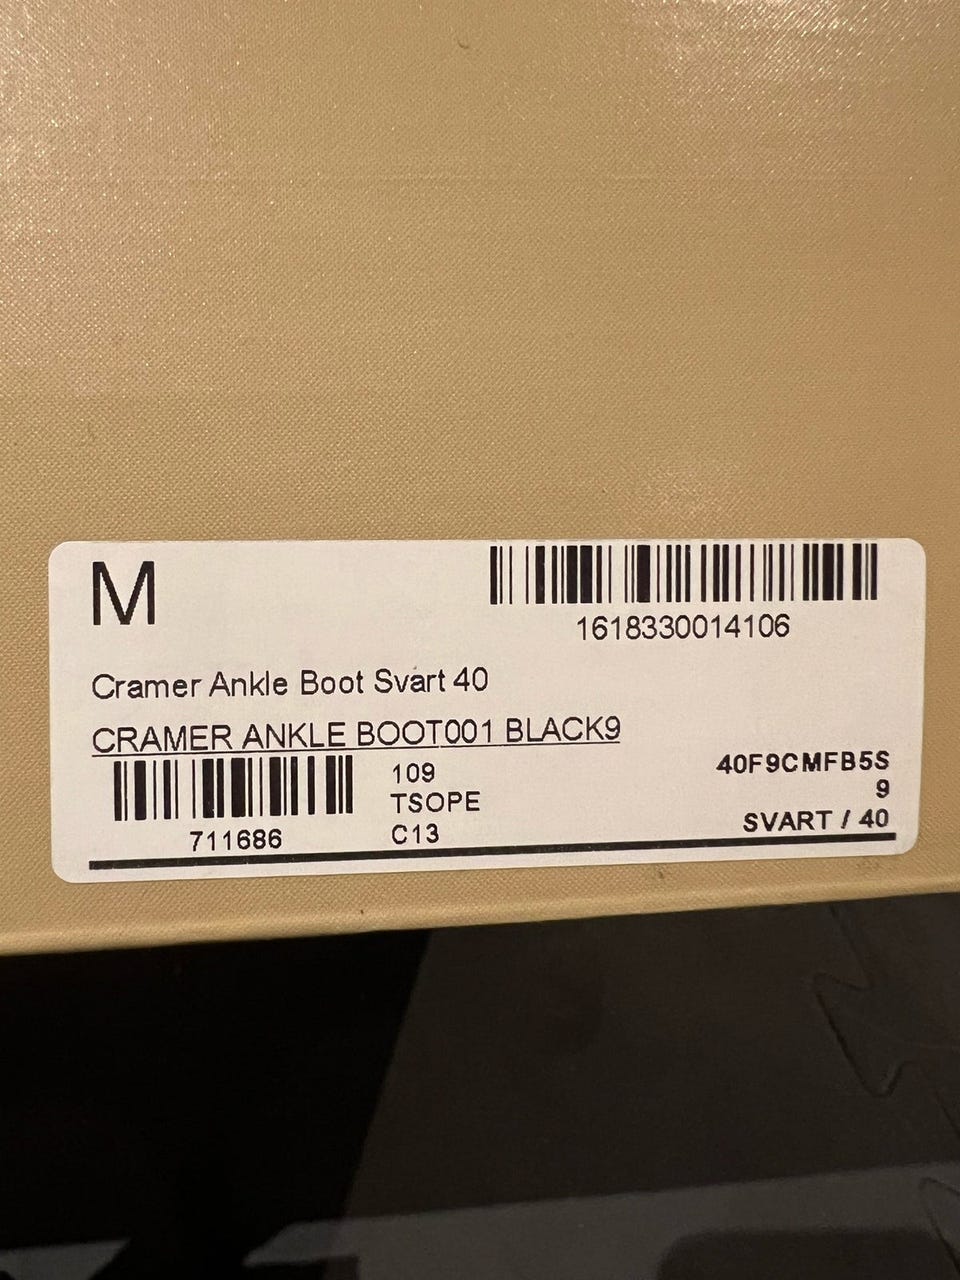 M
1618330014106
Cramer Ankle Boot Svart 40
CRAMER ANKLE BOOT001 BLACK9
711686
109
TSOPE
C13
40F9CMFB5S
9
SVART / 40